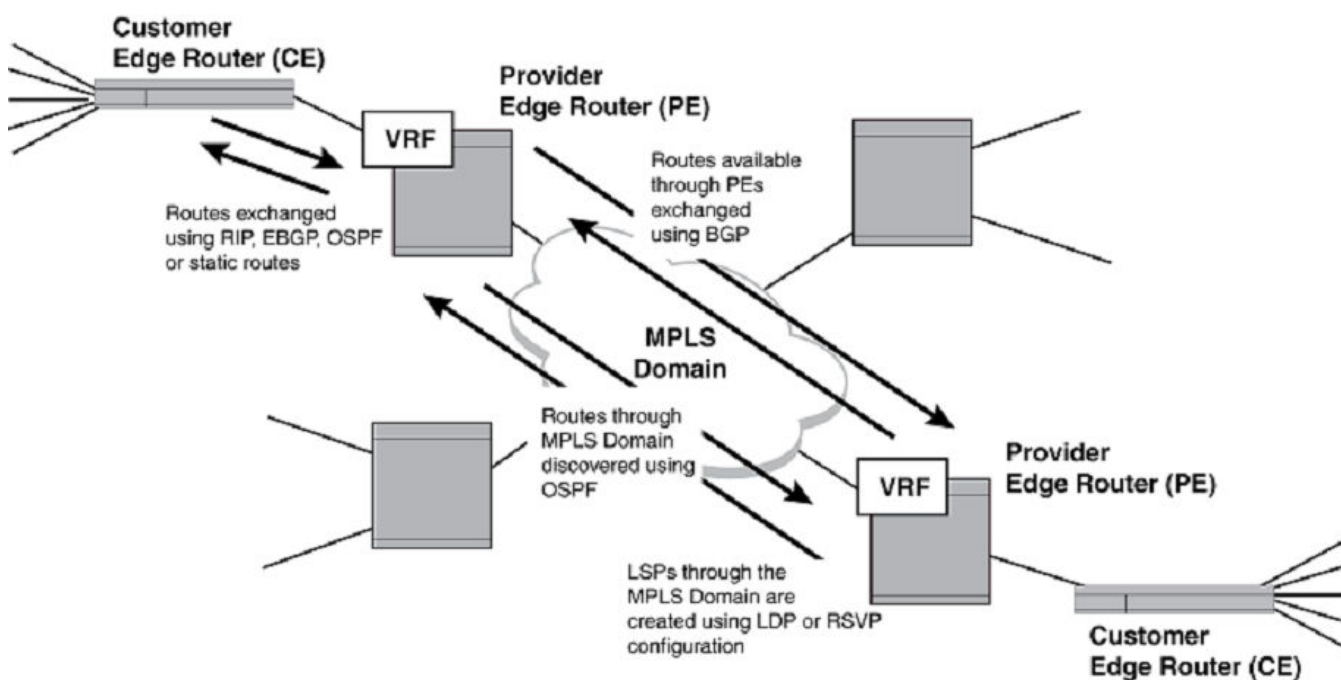 Customer
Edge Router (CE)
Provider
Edge Router (PE)
VRF
Routes exchanged
using RIP, EBGP, OSPF
or static routes
Routes available
through PEs
exchanged
using BGP
MPLS
Domain
Routes through
MPLS Domain
discovered using
OSPF
VRF
Provider
Edge Router (PE)
LSPs through the
MPLS Domain are
created using LDP or RSVP
configuration
Customer
Edge Router (CE)